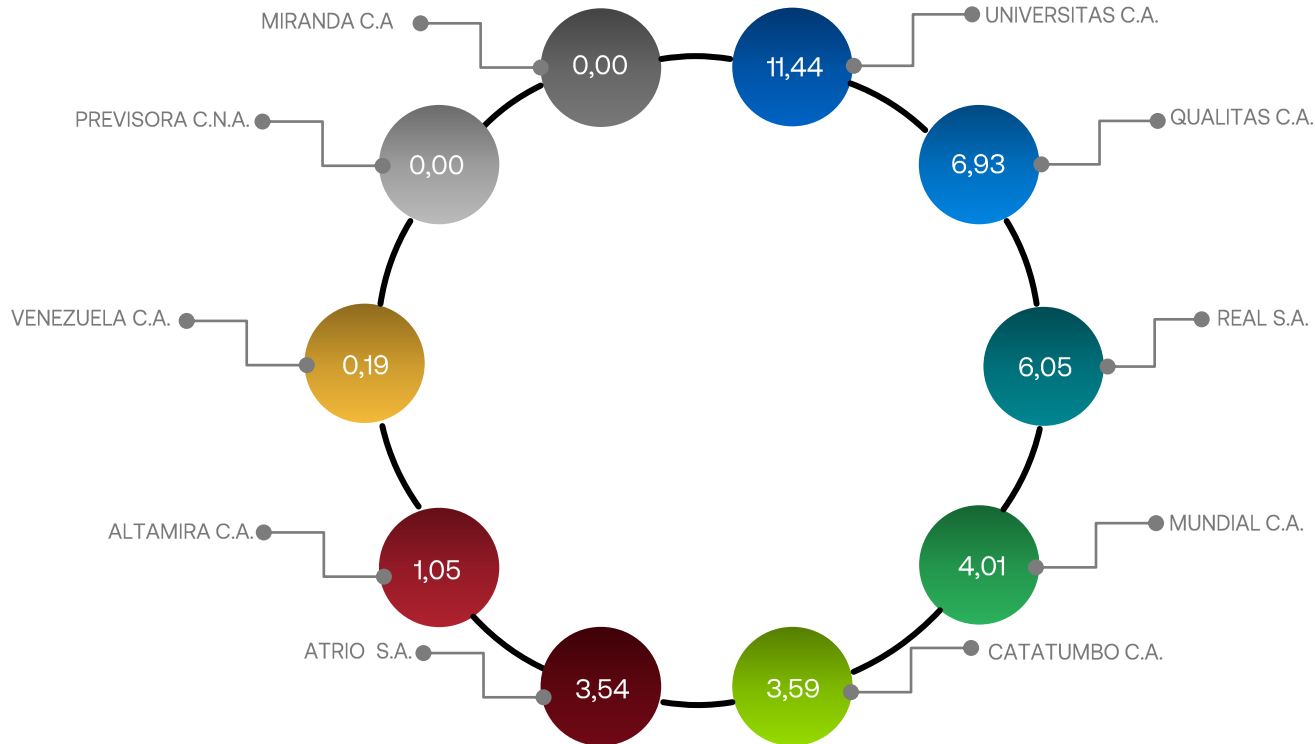 MIRANDA C.A
0,00
11,44
UNIVERSITAS C.A.
PREVISORA C.N.A.
0,00
6,93
QUALITAS C.A.
VENEZUELA C.A.
0,19
6,05
REAL S.A.
ALTAMIRA C.A.
1,05
4,01
MUNDIAL C.A.
ATRIO S.A.
3,54
3,59
CATATUMBO C.A.